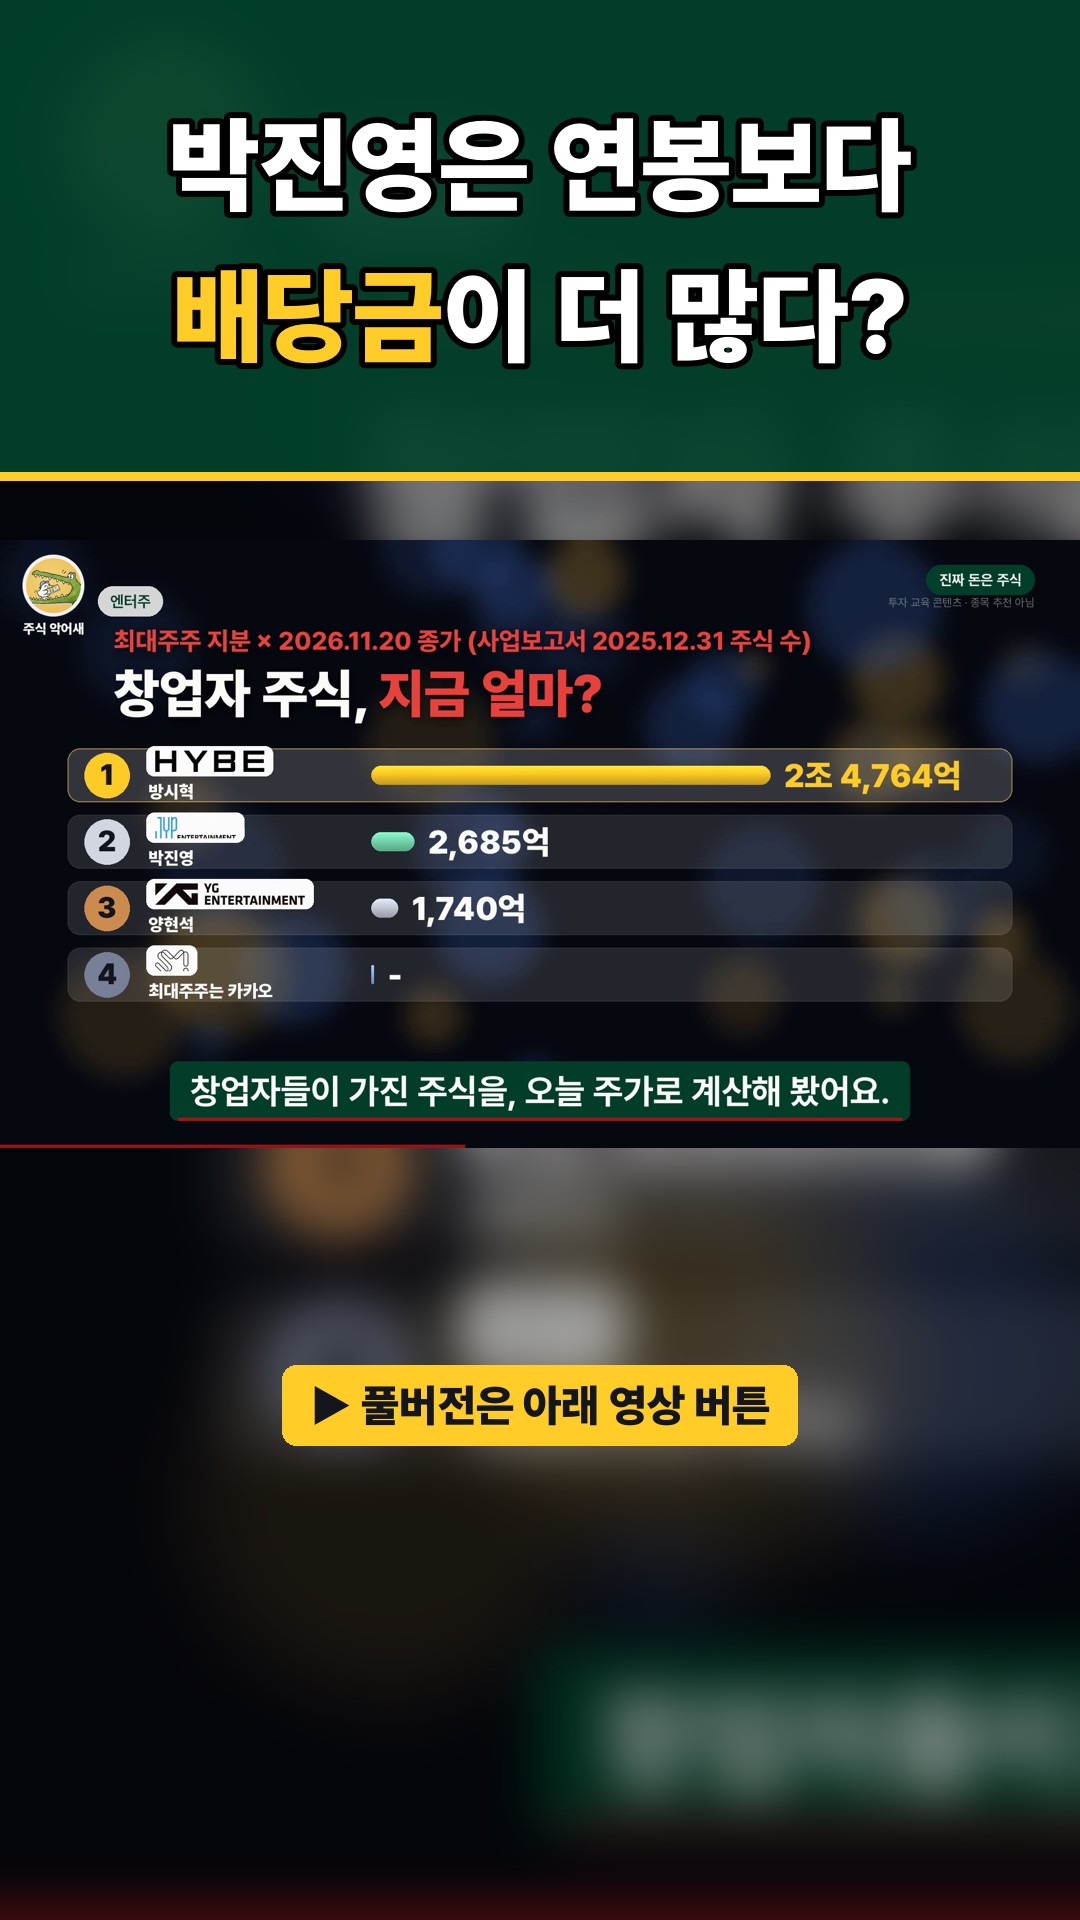 박진영은 연봉보다
배당금이 더 많다?
주식 악어새
엔터주
진짜 돈은 주식
투자 교육 콘텐츠 · 종목 추천 아님
최대주주 지분 × 2026.11.20 종가 (사업보고서 2025.12.31 주식 수)
창업자 주식, 지금 얼마?
1 HYBE
방시혁
2조 4,764억
2 JYP ENTERTAINMENT
박진영
2,685억
3 YG ENTERTAINMENT
양현석
1,740억
4 SM
최대주주는 카카오
-
창업자들이 가진 주식을, 오늘 주가로 계산해 봤어요.
▶ 풀버전은 아래 영상 버튼